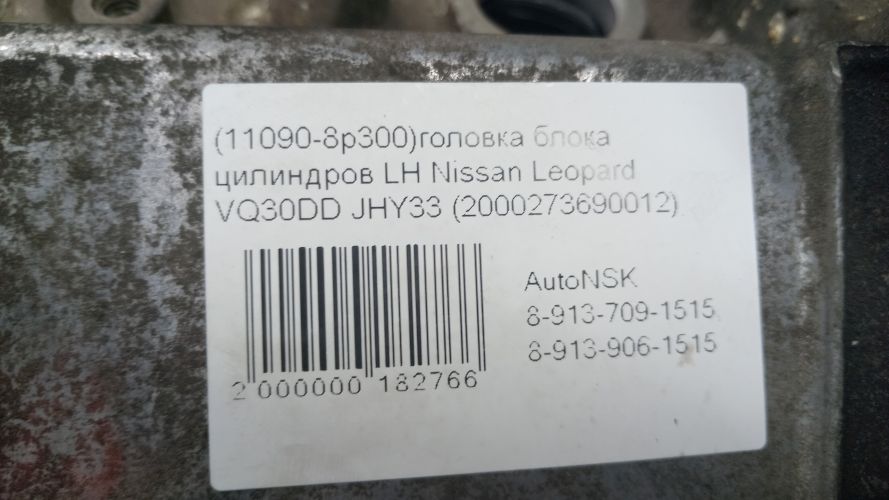 (11090-8p300)головка блока
цилиндров LH Nissan Leopard
VQ30DD JHY33 (2000273690012)
AutoNSK
8-913-709-1515
8-913-906-1515
2 000000 182766